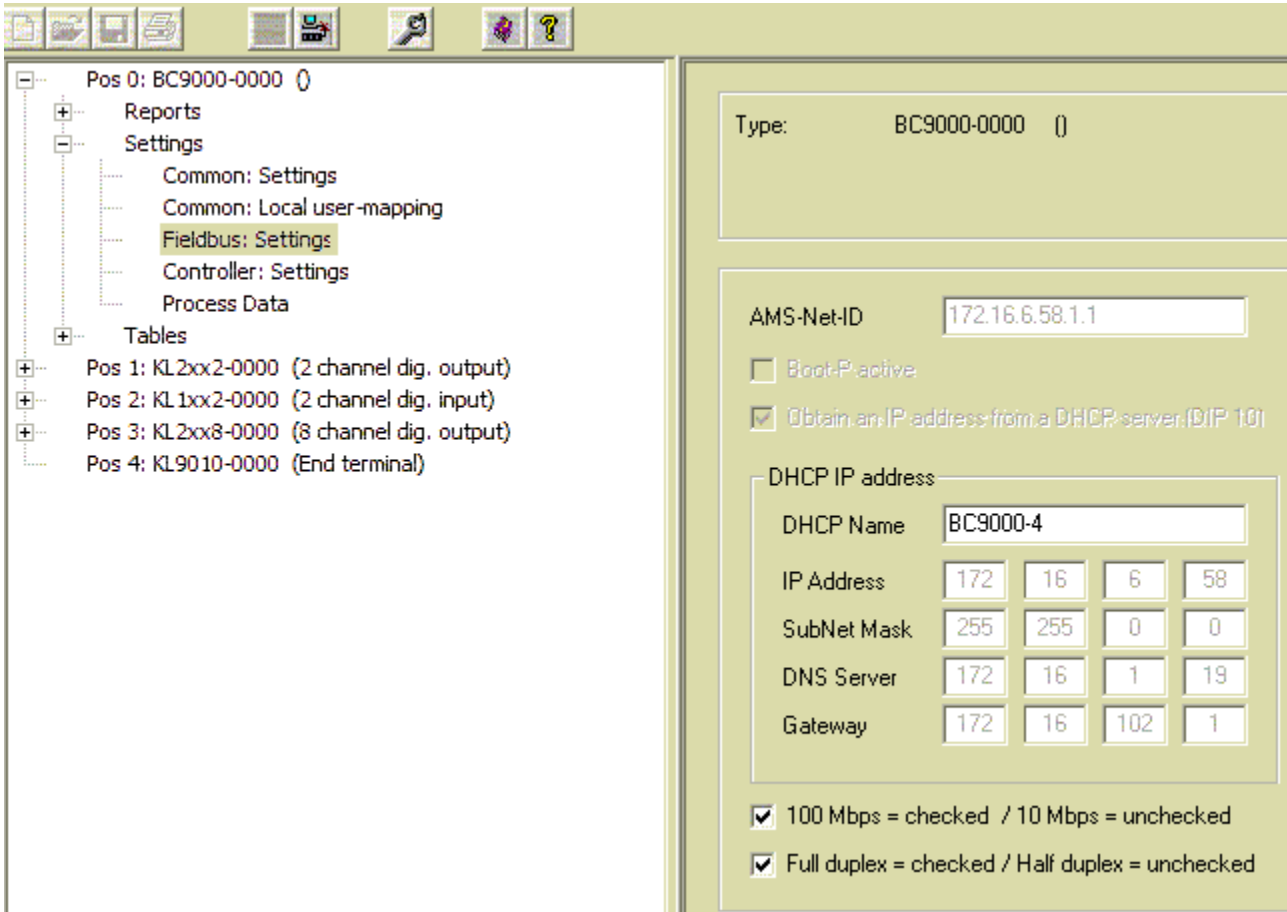 Pos 0: BC9000-0000 ()
Reports
Settings
Common: Settings
Common: Local user-mapping
Fieldbus: Settings
Controller: Settings
Process Data
Tables
Pos 1: KL2xx2-0000 (2 channel dig. output)
Pos 2: KL1xx2-0000 (2 channel dig. input)
Pos 3: KL2xx8-0000 (8 channel dig. output)
Pos 4: KL9010-0000 (End terminal)
Type: BC9000-0000 ()
AMS-Net-ID 172.16.6.58.1.1
Boot-P active
Obtain an IP address from a DHCP server (DIP 10)
DHCP IP address
DHCP Name BC9000-4
IP Address 172 16 6 58
SubNet Mask 255 255 0 0
DNS Server 172 16 1 19
Gateway 172 16 102 1
100 Mbps = checked / 10 Mbps = unchecked
Full duplex = checked / Half duplex = unchecked